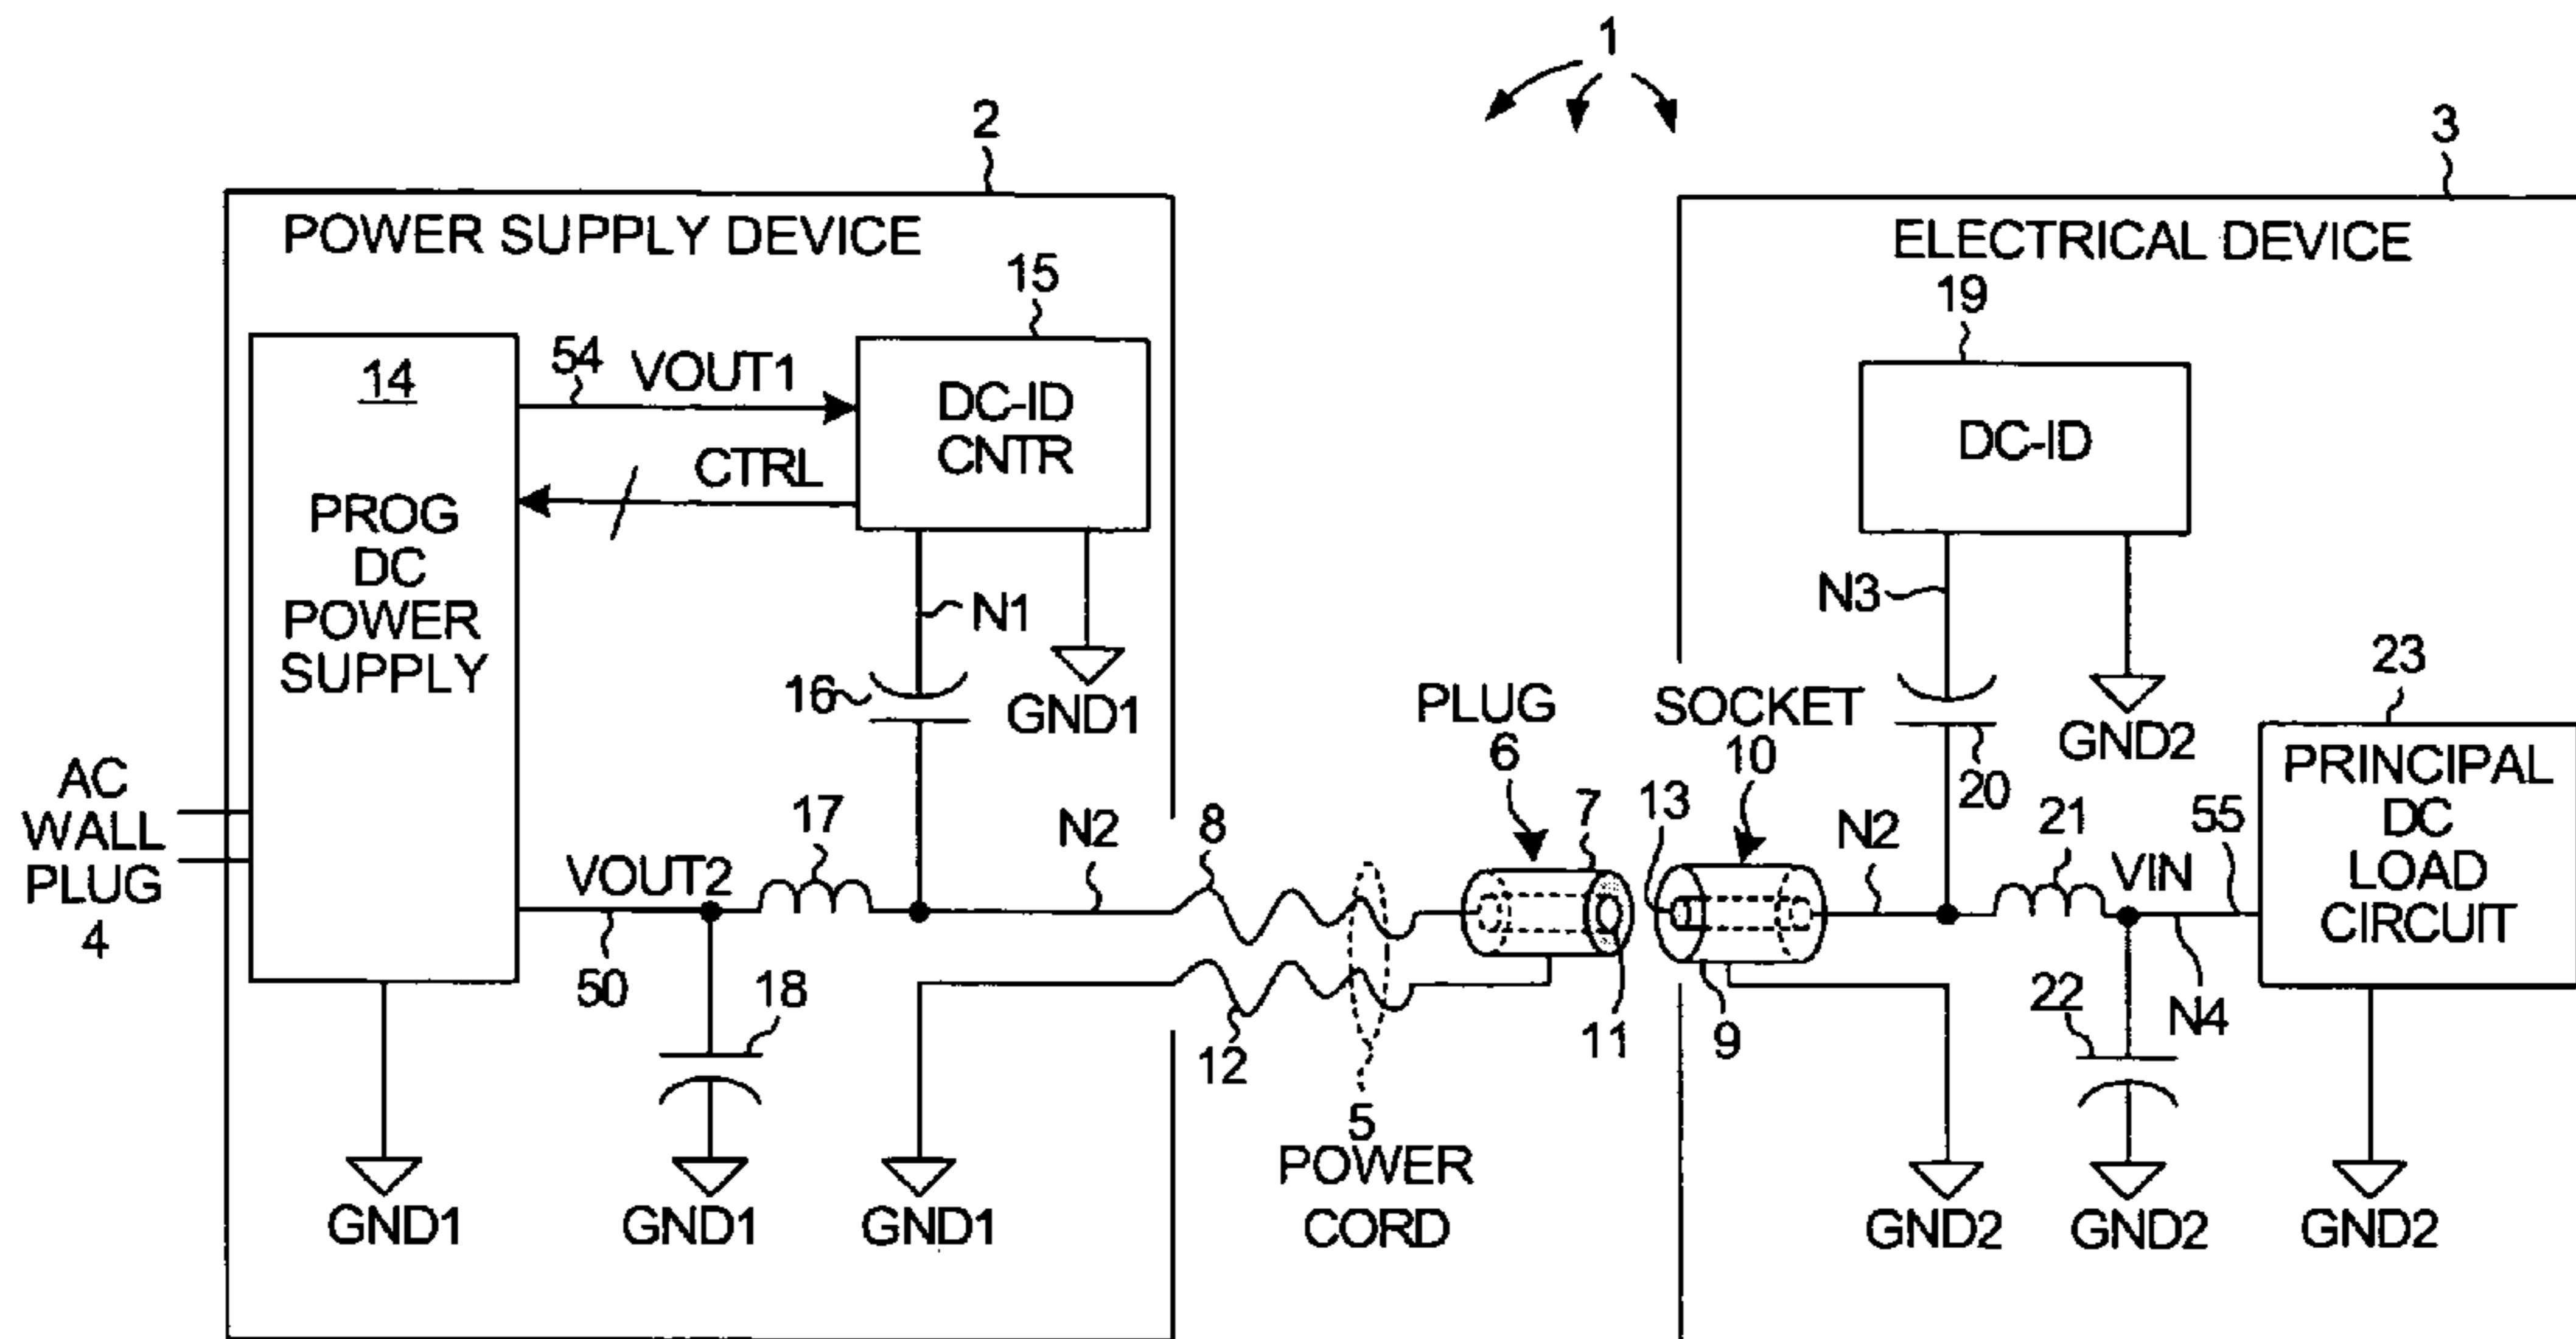 1
2
3
POWER SUPPLY DEVICE
ELECTRICAL DEVICE
15
19
14
54
VOUT1
DC-ID
CNTR
CTRL
DC-ID
PROG
DC
POWER
SUPPLY
N1
N3
16
GND1
PLUG
6
SOCKET
10
20
GND2
23
PRINCIPAL
DC
LOAD
CIRCUIT
AC
WALL
PLUG
4
17
VOUT2
50
N2
8
7
13
N2
21
VIN
55
18
12
11
9
22
N4
5
POWER
CORD
GND1
GND1
GND1
GND2
GND2
GND2